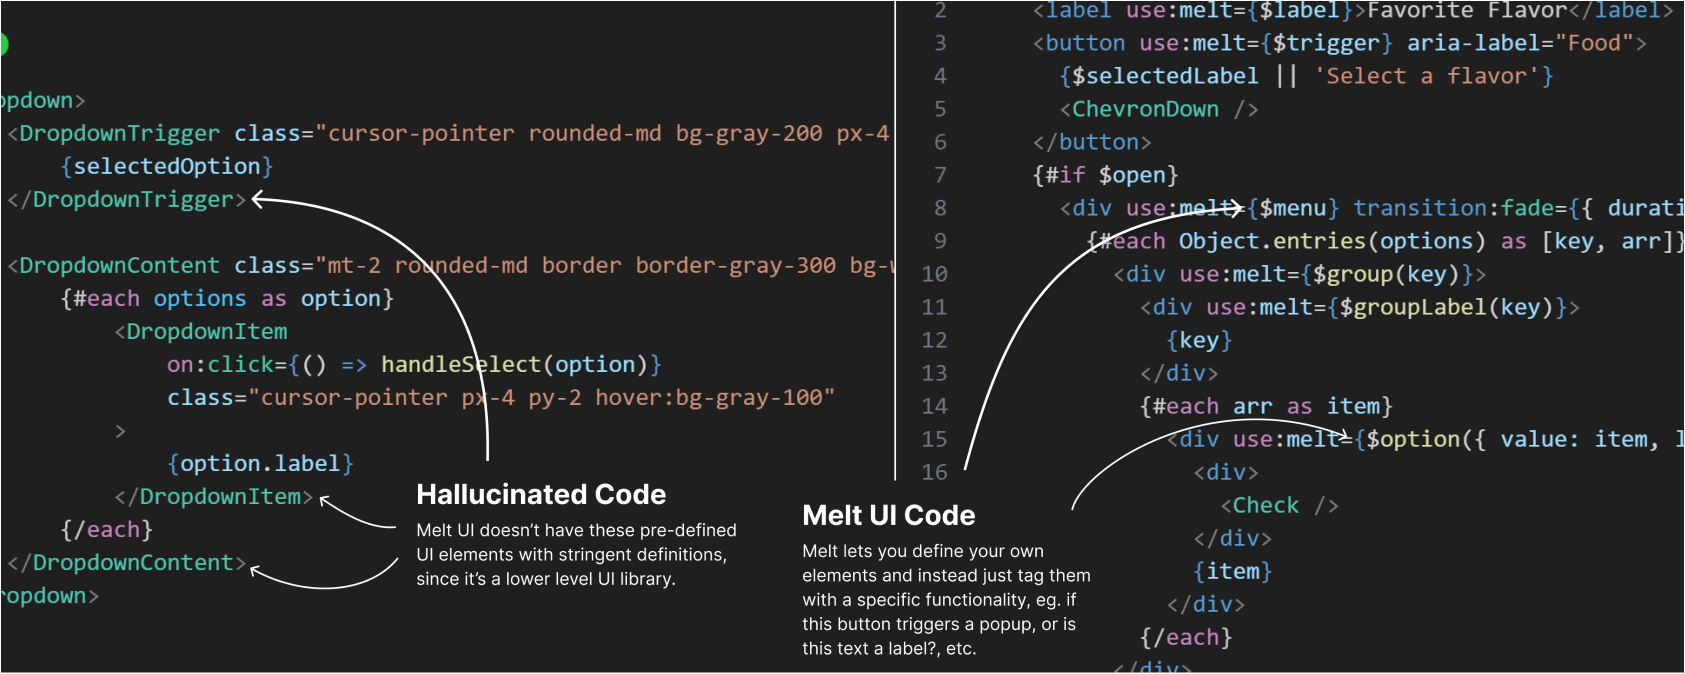 opdown>
<DropdownTrigger class="cursor-pointer rounded-md bg-gray-200 px-4
{selectedOption}
</DropdownTrigger>
<DropdownContent class="mt-2 rounded-md border border-gray-300 bg-w
{#each options as option}
<DropdownItem
on:click={() => handleSelect(option)}
class="cursor-pointer px-4 py-2 hover:bg-gray-100"
>
{option.label}
</DropdownItem>
{/each}
</DropdownContent>
ropdown>
Hallucinated Code
Melt UI doesn’t have these pre-defined
UI elements with stringent definitions,
since it’s a lower level UI library.
2 <label use:melt={$label}>Favorite Flavor</label>
3 <button use:melt={$trigger} aria-label="Food">
4 {$selectedLabel || 'Select a flavor'}
5 <ChevronDown />
6 </button>
7 {#if $open}
8 <div use:melt={$menu} transition:fade={{ durati
9 {#each Object.entries(options) as [key, arr]}
10 <div use:melt={$group(key)}>
11 <div use:melt={$groupLabel(key)}>
12 {key}
13 </div>
14 {#each arr as item}
15 <div use:melt={$option({ value: item, l
16 <div>
<Check />
</div>
{item}
</div>
{/each}
</div>
Melt UI Code
Melt lets you define your own
elements and instead just tag them
with a specific functionality, eg. if
this button triggers a popup, or is
this text a label?, etc.